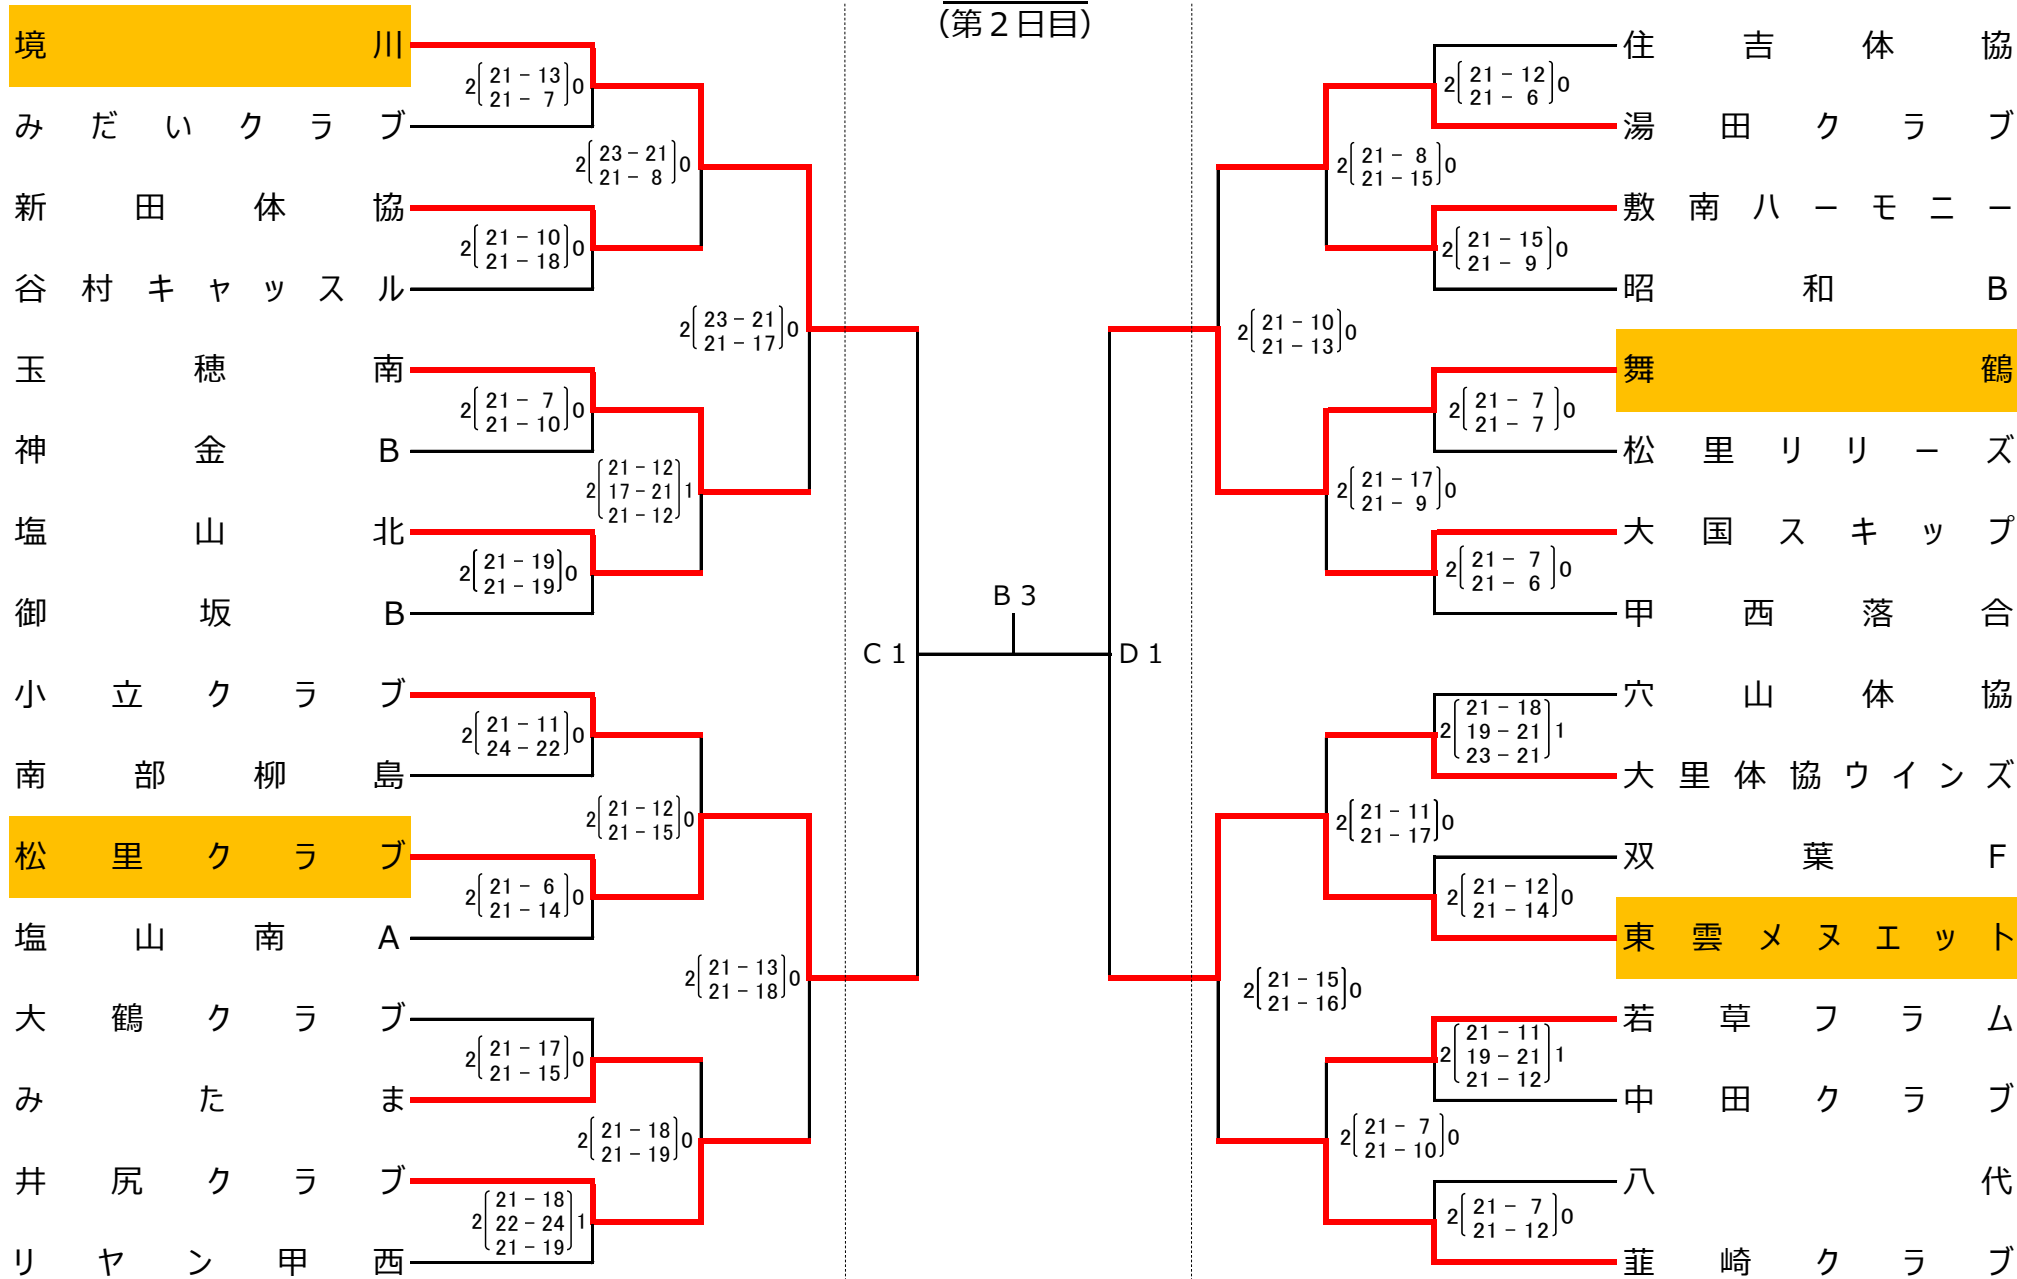 (第２日目)
境川
みだいクラブ
新田体協
谷村キャッスル
玉穂南
神金B
塩山北
御坂B
小立クラブ
南部柳島
松里クラブ
塩山南A
大鶴クラブ
みたま
井尻クラブ
リヤン甲西
2 21 － 13 0
21 － 7
2 21 － 10 0
21 － 18
2 21 － 7 0
21 － 10
2 21 － 19 0
21 － 19
2 21 － 11 0
24 － 22
2 21 － 6 0
21 － 14
2 21 － 17 0
21 － 15
2 21 － 18 1
22 － 24
21 － 19
2 23 － 21 0
21 － 8
2 21 － 12 1
17 － 21
21 － 12
2 21 － 12 0
21 － 15
2 21 － 18 0
21 － 19
2 23 － 21 0
21 － 17
2 21 － 13 0
21 － 18
C 1
B 3
D 1
2 21 － 10 0
21 － 13
2 21 － 15 0
21 － 16
2 21 － 8 0
21 － 15
2 21 － 17 0
21 － 9
2 21 － 11 0
21 － 17
2 21 － 7 0
21 － 10
2 21 － 12 0
21 － 6
2 21 － 15 0
21 － 9
2 21 － 7 0
21 － 7
2 21 － 7 0
21 － 6
2 21 － 18 1
19 － 21
23 － 21
2 21 － 12 0
21 － 14
2 21 － 11 1
19 － 21
21 － 12
2 21 － 7 0
21 － 12
住吉体協
湯田クラブ
敷南ハーモニー
昭和B
舞鶴
松里リリーズ
大国スキップ
甲西落合
穴山体協
大里体協ウインズ
双葉F
東雲メヌエット
若草フラム
中田クラブ
八代
韮崎クラブ